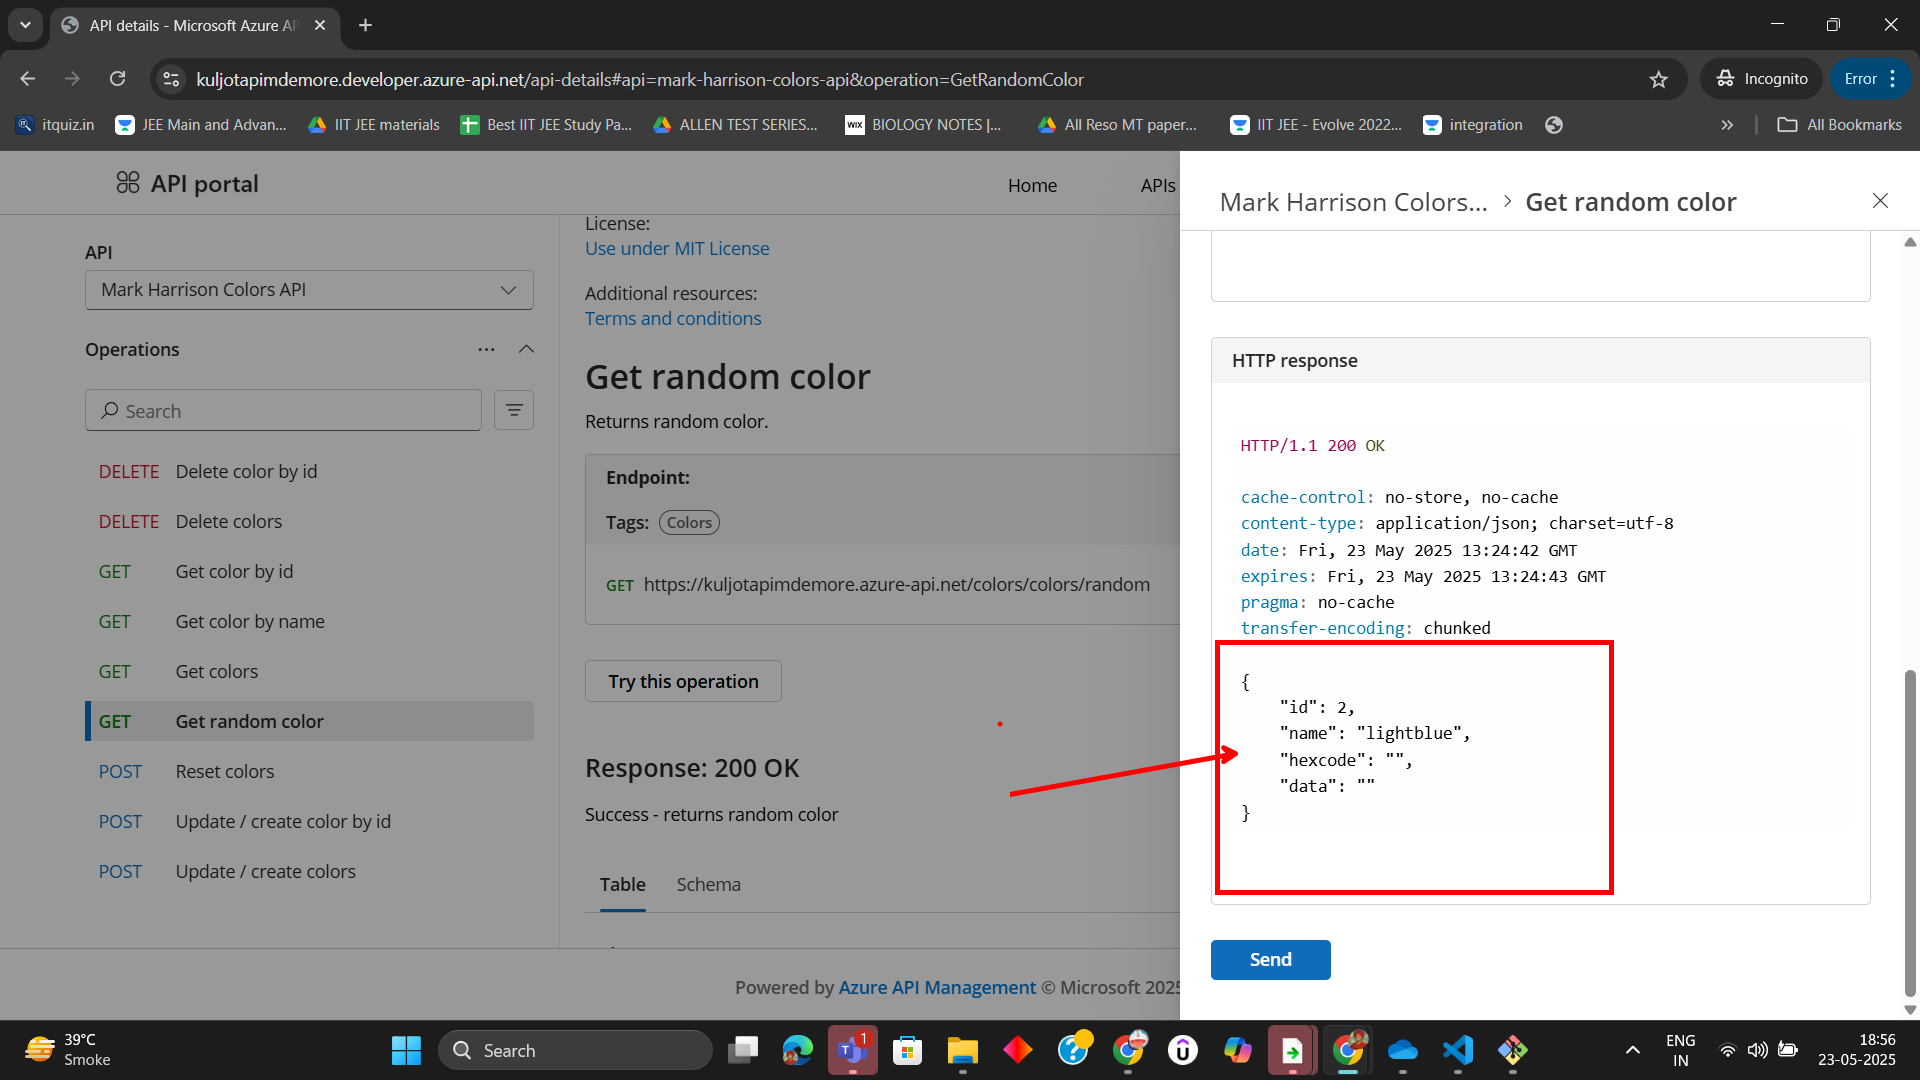 API details - Microsoft Azure AP
kuljotapimdemore.developer.azure-api.net/api-details#api=mark-harrison-colors-api&operation=GetRandomColor
Incognito
Error
itquiz.in
JEE Main and Advan...
IIT JEE materials
Best IIT JEE Study Pa...
ALLEN TEST SERIES...
WIX
BIOLOGY NOTES |...
All Reso MT paper...
IIT JEE - Evolve 2022...
integration
»
All Bookmarks
API portal
Home
APIs
API
Mark Harrison Colors API
Operations
Search
DELETE Delete color by id
DELETE Delete colors
GET Get color by id
GET Get color by name
GET Get colors
GET Get random color
POST Reset colors
POST Update / create color by id
POST Update / create colors
License:
Use under MIT License
Additional resources:
Terms and conditions
Get random color
Returns random color.
Endpoint:
Tags: Colors
GET https://kuljotapimdemore.azure-api.net/colors/colors/random
Try this operation
Response: 200 OK
Success - returns random color
Table Schema
Powered by Azure API Management © Microsoft 2025
Mark Harrison Colors... > Get random color
HTTP response
HTTP/1.1 200 OK
cache-control: no-store, no-cache
content-type: application/json; charset=utf-8
date: Fri, 23 May 2025 13:24:42 GMT
expires: Fri, 23 May 2025 13:24:43 GMT
pragma: no-cache
transfer-encoding: chunked
{
"id": 2,
"name": "lightblue",
"hexcode": "",
"data": ""
}
Send
39°C
Smoke
Search
1
ENG
IN
18:56
23-05-2025